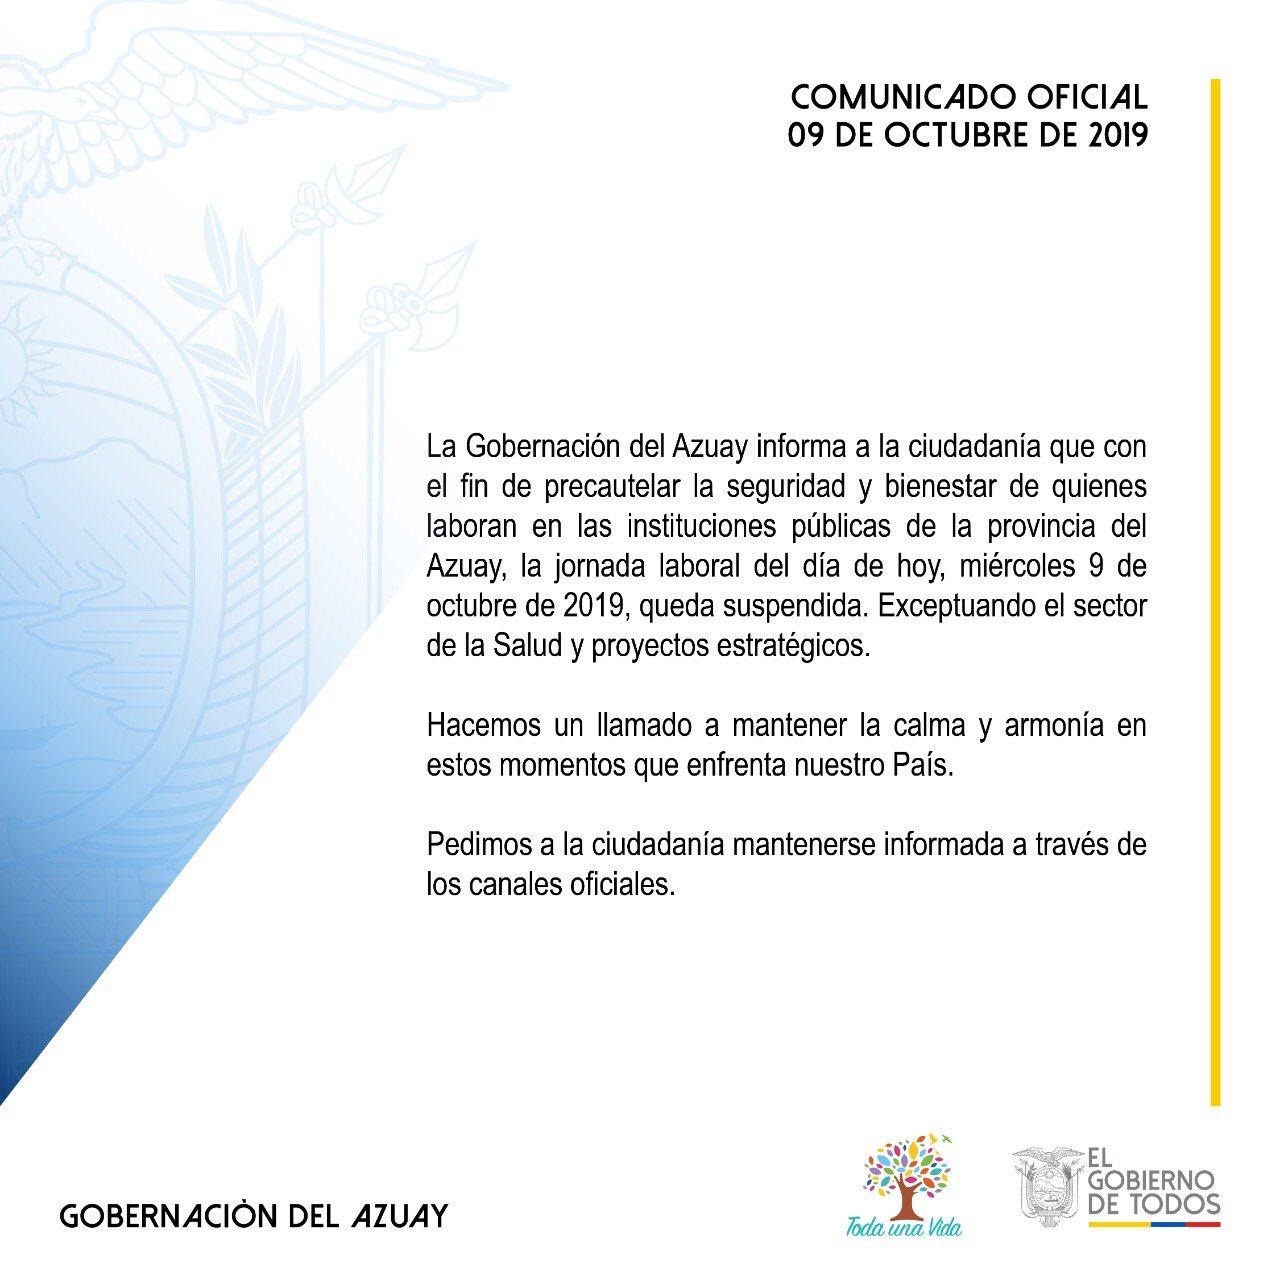 COMUNICADO OFICIAL
09 DE OCTUBRE DE 2019
La Gobernación del Azuay informa a la ciudadanía que con
el fin de precautelar la seguridad y bienestar de quienes
laboran en las instituciones públicas de la provincia del
Azuay, la jornada laboral del día de hoy, miércoles 9 de
octubre de 2019, queda suspendida. Exceptuando el sector
de la Salud y proyectos estratégicos.
Hacemos un llamado a mantener la calma y armonía en
estos momentos que enfrenta nuestro País.
Pedimos a la ciudadanía mantenerse informada a través de
los canales oficiales.
GOBERNACIÒN DEL AZUAY
Toda una Vida
EL
GOBIERNO
DE TODOS